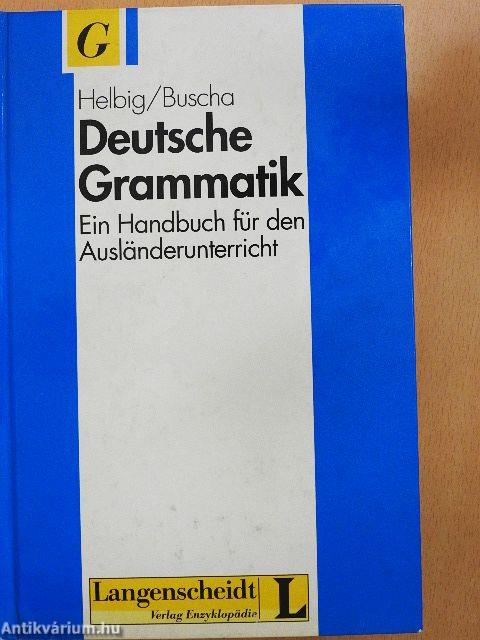 G
Helbig/Buscha
Deutsche
Grammatik
Ein Handbuch für den
Ausländerunterricht
Langenscheidt L
Verlag Enzyklopädie
Antikvárium.hu